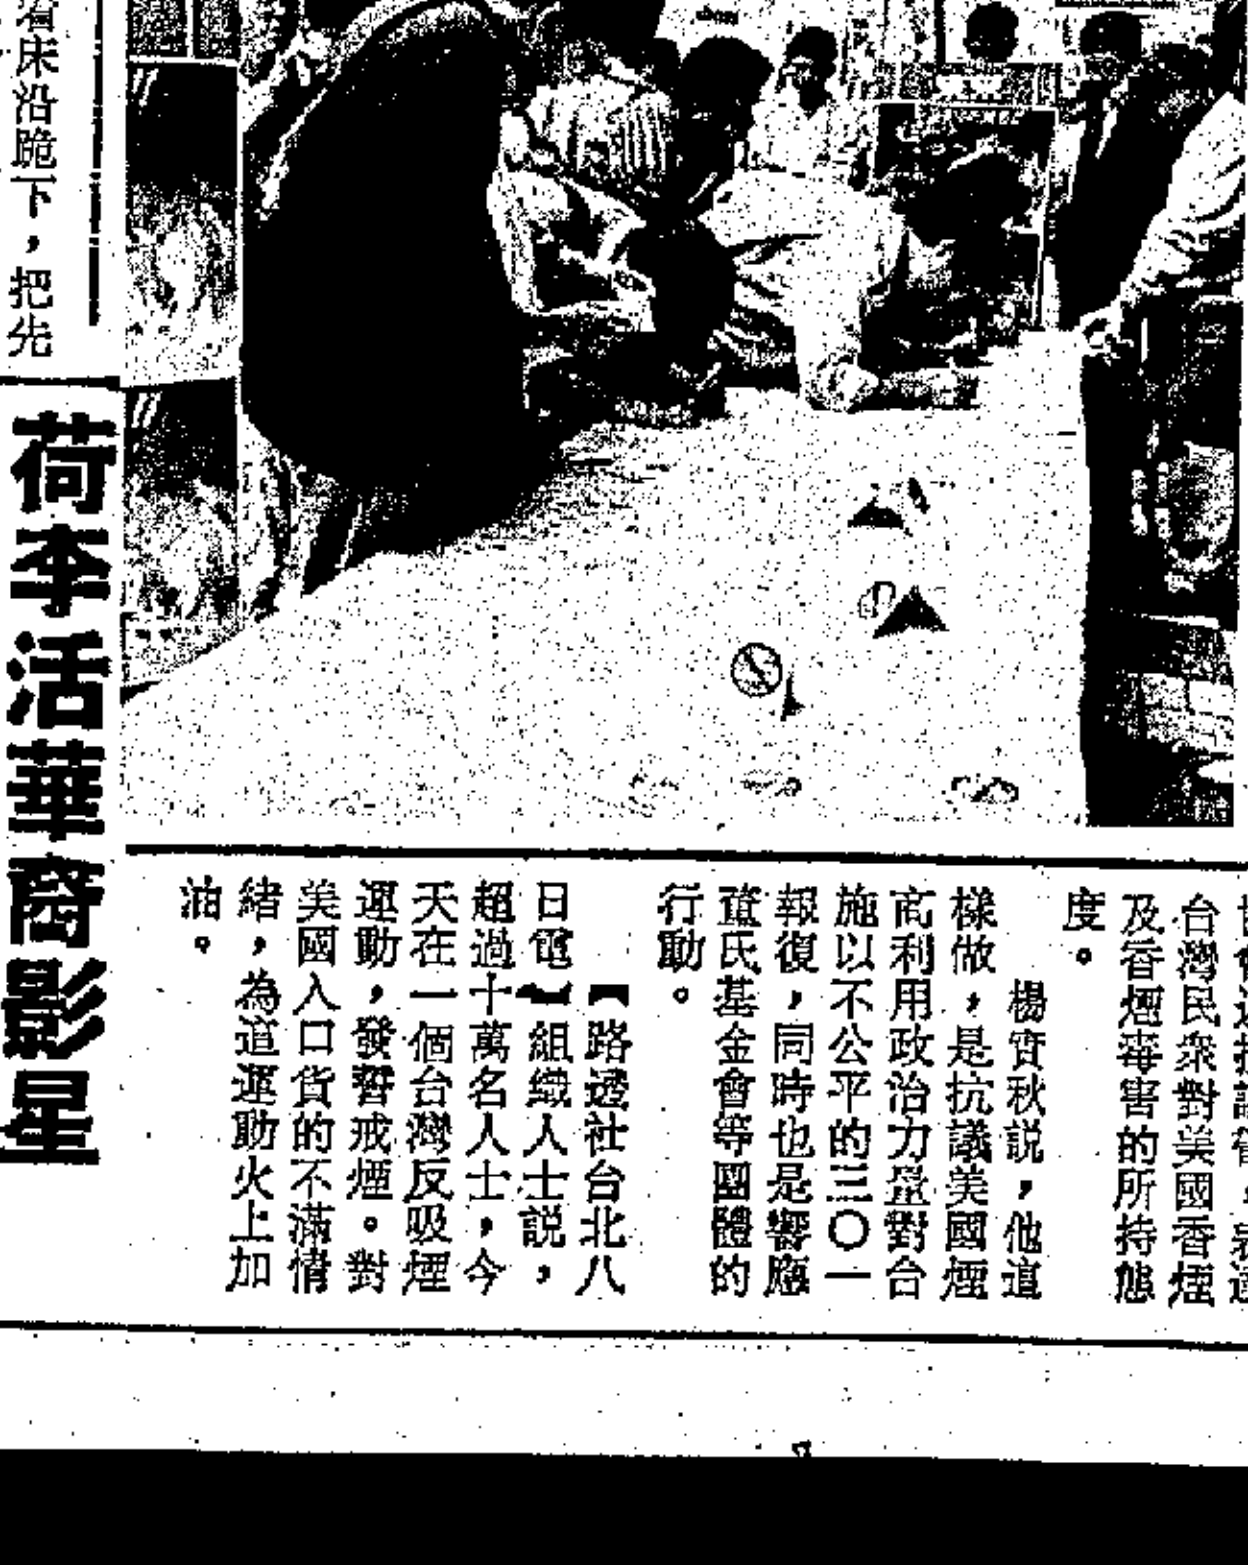 台灣民眾對美國香煙
及香煙毒害的所持態
度。
楊實秋説，他這
樣做，是抗議美國煙
商利用政治力量對台
施以不公平的三〇一
報復，同時也是響應
董氏基金會等團體的
行動。
【路透社台北八
日電】組織人士説，
超過十萬名人士，今
天在一個台灣反吸煙
運動，發誓戒煙。對
美國入口貨的不滿情
緒，為這運動火上加
油。
床沿跪下，把先
荷李活華裔影星